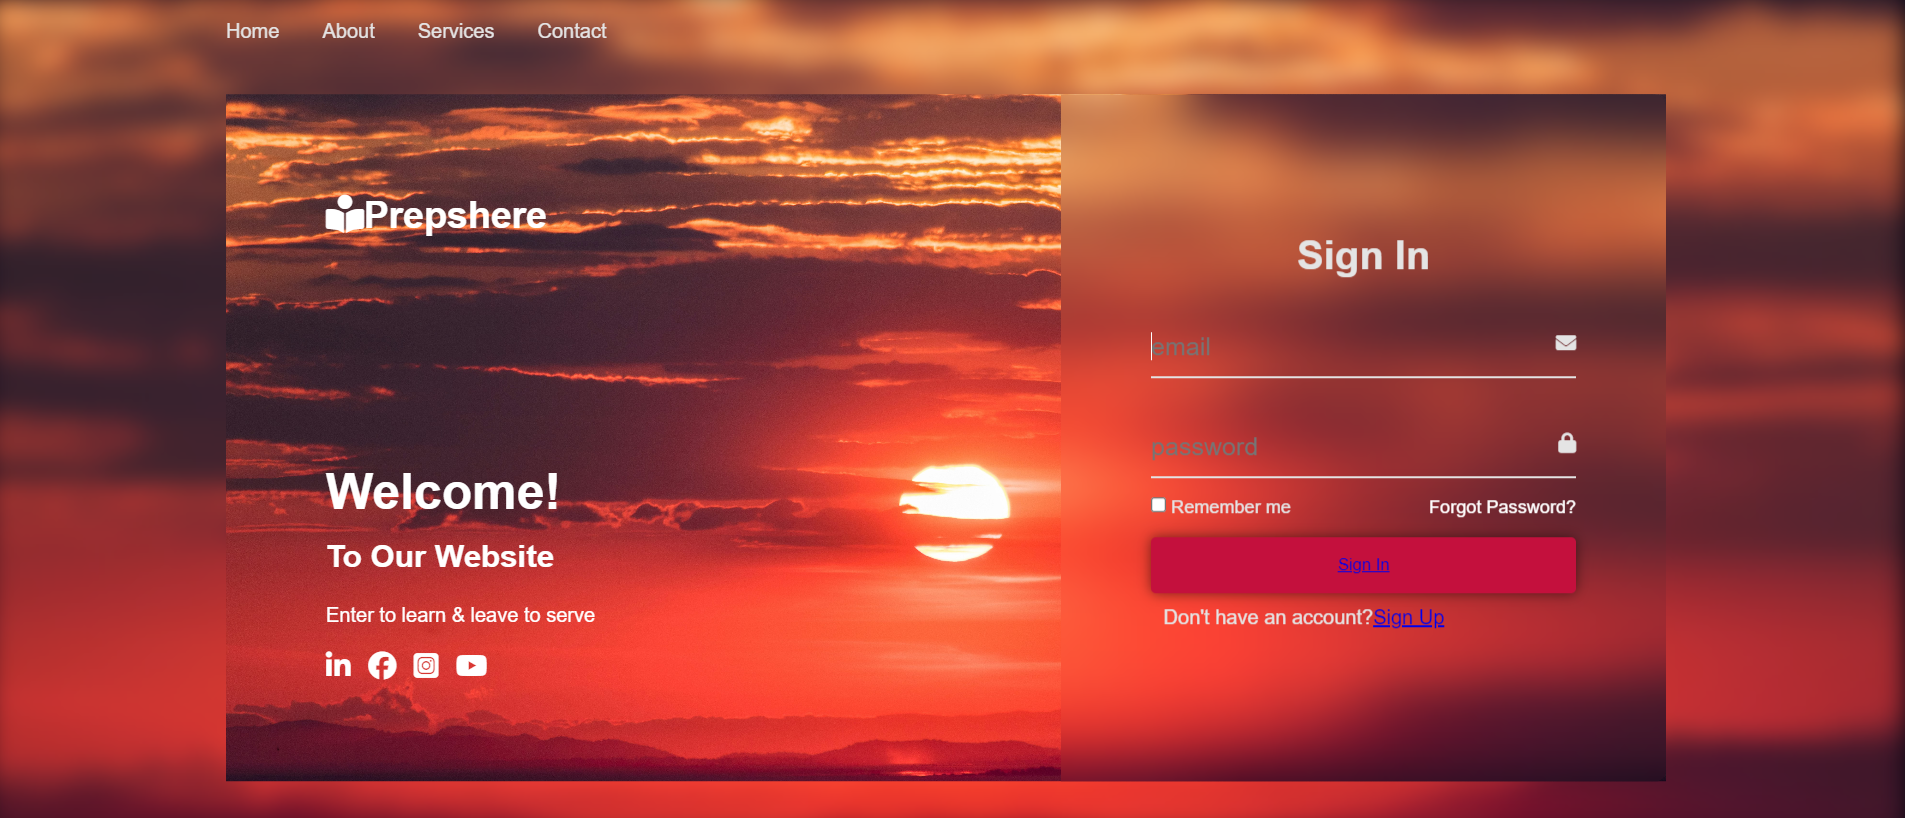 Home About Services Contact
Prepshere
Welcome!
To Our Website
Enter to learn & leave to serve
Sign In
email
password
Remember me Forgot Password?
Sign In
Don't have an account?Sign Up